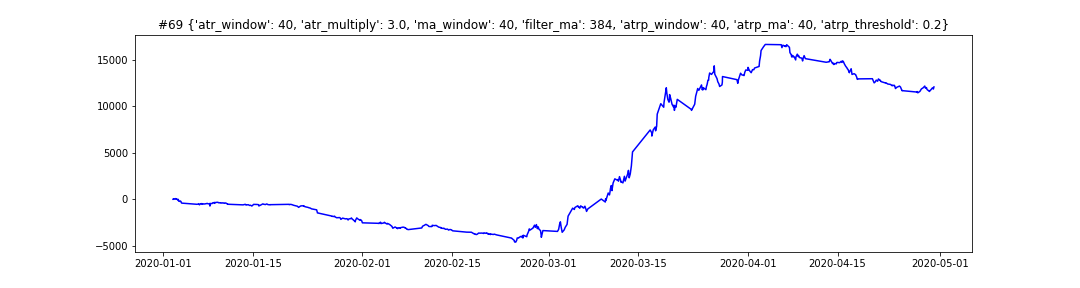 #69 {'atr_window': 40, 'atr_multiply': 3.0, 'ma_window': 40, 'filter_ma': 384, 'atrp_window': 40, 'atrp_ma': 40, 'atrp_threshold': 0.2}
15000
10000
5000
0
−5000
2020-01-01 2020-01-15 2020-02-01 2020-02-15 2020-03-01 2020-03-15 2020-04-01 2020-04-15 2020-05-01